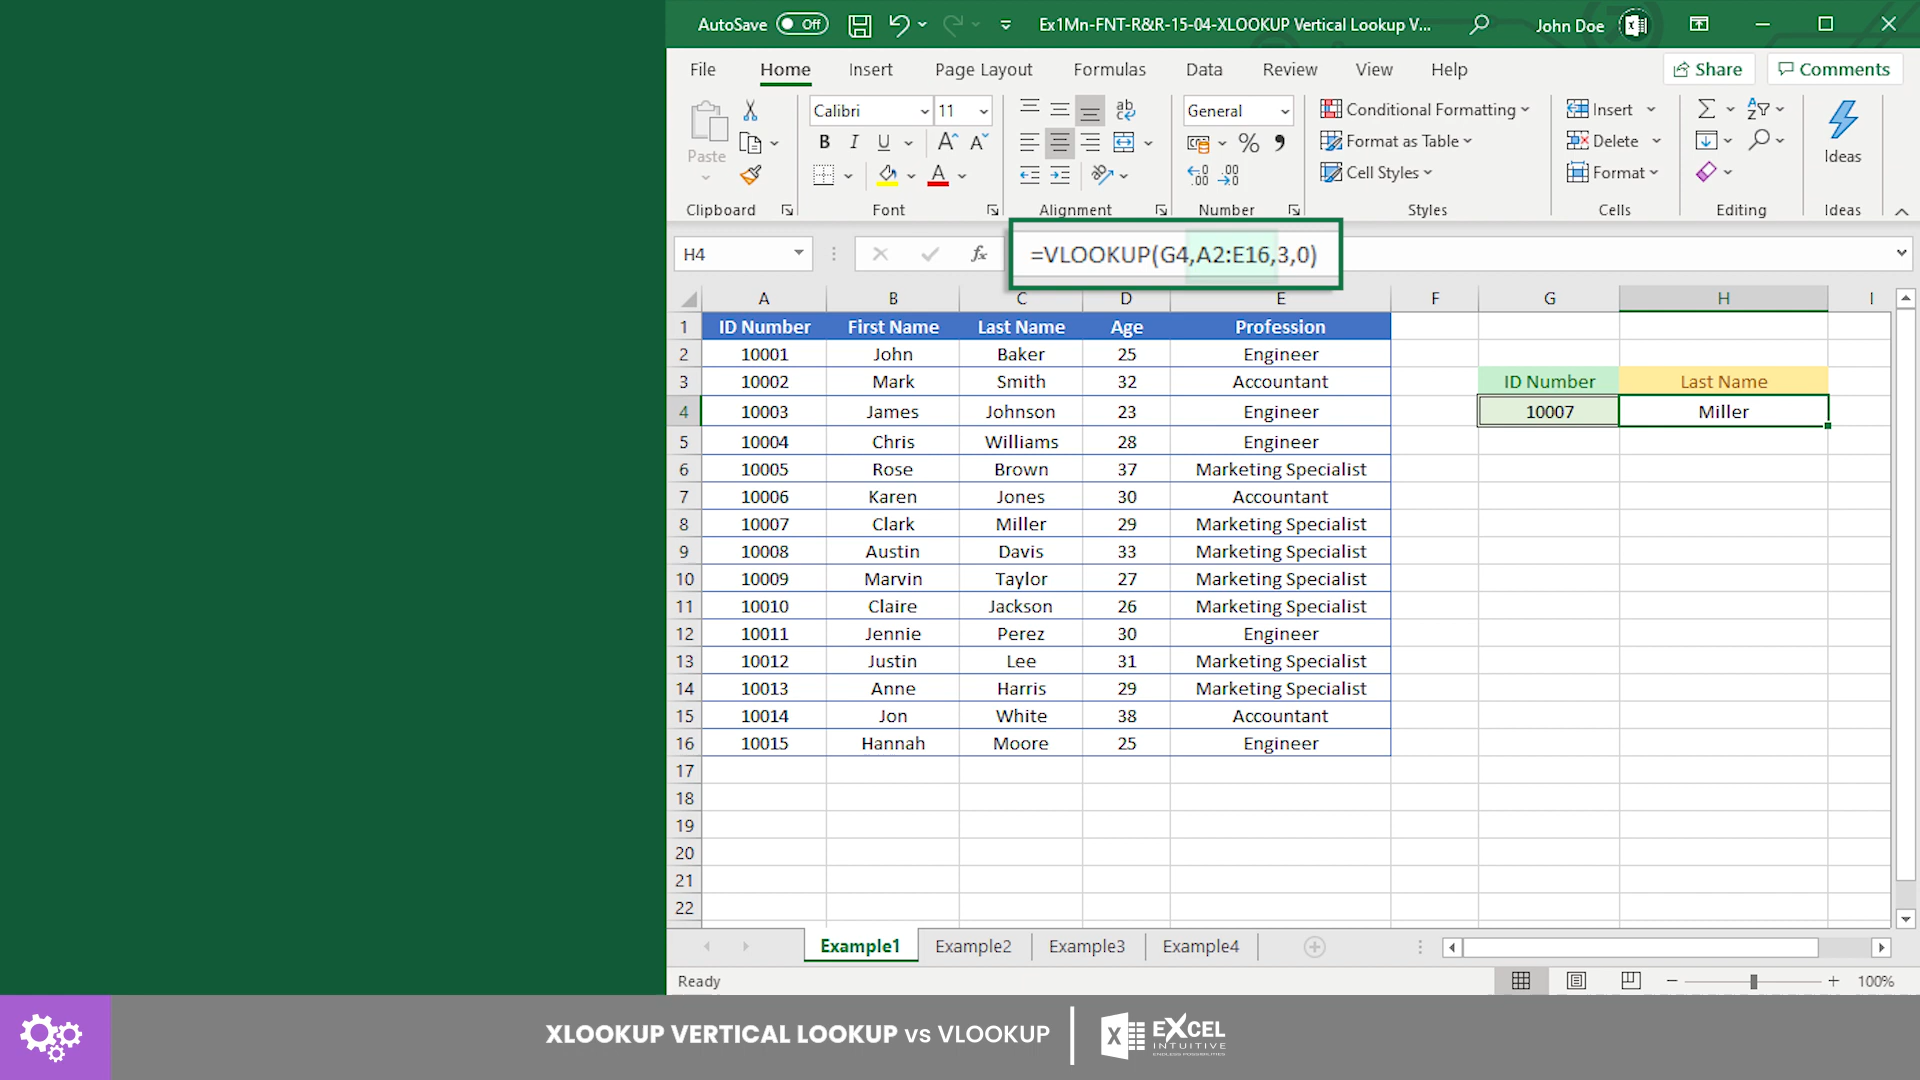 AutoSave Off Ex1Mn-FNT-R&R-15-04-XLOOKUP Vertical Lookup V... John Doe
File Home Insert Page Layout Formulas Data Review View Help Share Comments
Paste
Clipboard
Calibri 11
B I U A A
A
Font
ab
Alignment
General
% 9
.00
Number
Conditional Formatting
Format as Table
Cell Styles
Styles
Insert
Delete
Format
Cells
Σ
Editing
Ideas
Ideas
H4 fx =VLOOKUP(G4,A2:E16,3,0)
A B C D E F G H I
1 ID Number First Name Last Name Age Profession
2 10001 John Baker 25 Engineer
3 10002 Mark Smith 32 Accountant ID Number Last Name
4 10003 James Johnson 23 Engineer 10007 Miller
5 10004 Chris Williams 28 Engineer
6 10005 Rose Brown 37 Marketing Specialist
7 10006 Karen Jones 30 Accountant
8 10007 Clark Miller 29 Marketing Specialist
9 10008 Austin Davis 33 Marketing Specialist
10 10009 Marvin Taylor 27 Marketing Specialist
11 10010 Claire Jackson 26 Marketing Specialist
12 10011 Jennie Perez 30 Engineer
13 10012 Justin Lee 31 Marketing Specialist
14 10013 Anne Harris 29 Marketing Specialist
15 10014 Jon White 38 Accountant
16 10015 Hannah Moore 25 Engineer
17
18
19
20
21
22
Example1 Example2 Example3 Example4
Ready 100%
XLOOKUP VERTICAL LOOKUP vs VLOOKUP
EXCEL
INTUITIVE
ENDLESS POSSIBILITIES